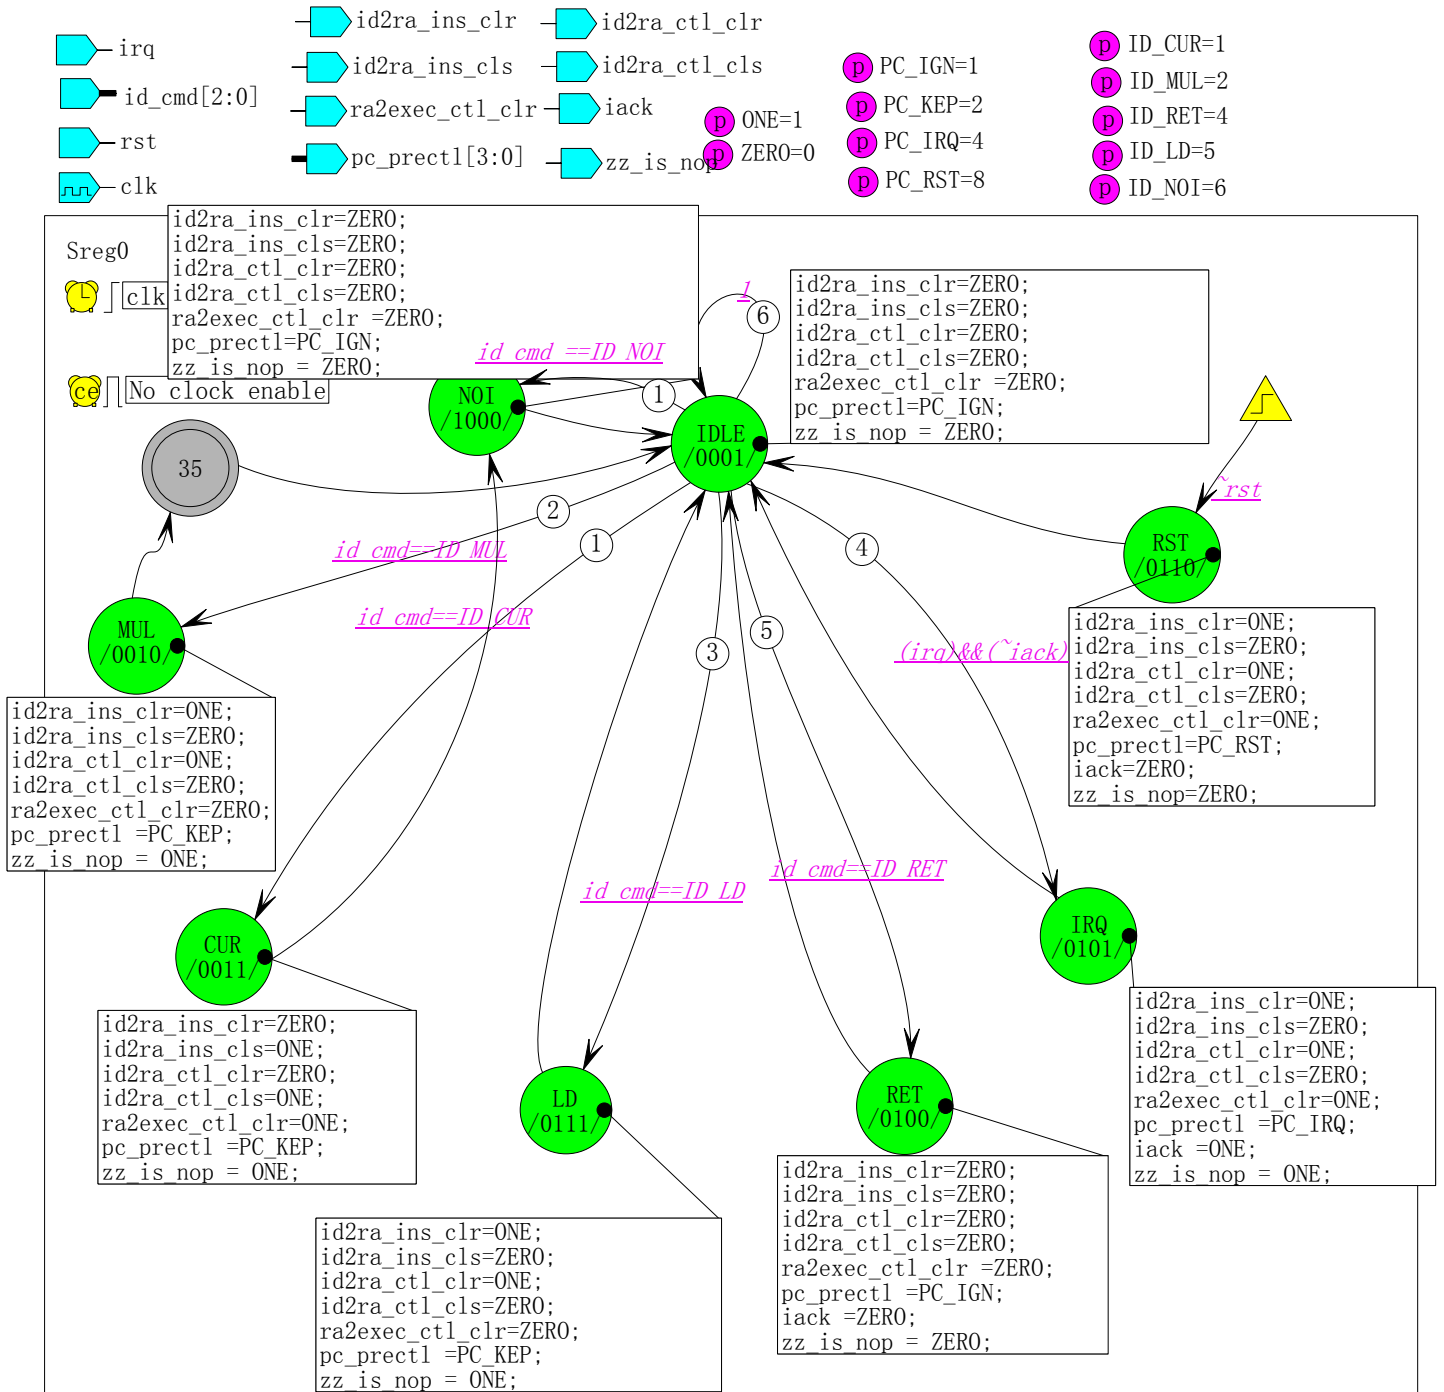 id2ra_ins_clr
id2ra_ctl_clr
irq
id2ra_ins_cls
id2ra_ctl_cls
id_cmd[2:0]
ra2exec_ctl_clr
iack
rst
pc_prectl[3:0]
zz_is_nop
clk
p ONE=1
p ZERO=0
p PC_IGN=1
p PC_KEP=2
p PC_IRQ=4
p PC_RST=8
p ID_CUR=1
p ID_MUL=2
p ID_RET=4
p ID_LD=5
p ID_NOI=6
Sreg0
clk
ce
No clock enable
id2ra_ins_clr=ZERO;
id2ra_ins_cls=ZERO;
id2ra_ctl_clr=ZERO;
id2ra_ctl_cls=ZERO;
ra2exec_ctl_clr =ZERO;
pc_prectl=PC_IGN;
zz_is_nop = ZERO;
id_cmd ==ID_NOI
1
6
1
id2ra_ins_clr=ZERO;
id2ra_ins_cls=ZERO;
id2ra_ctl_clr=ZERO;
id2ra_ctl_cls=ZERO;
ra2exec_ctl_clr =ZERO;
pc_prectl=PC_IGN;
zz_is_nop = ZERO;
NOI
/1000/
IDLE
/0001/
35
~rst
2
1
4
id_cmd==ID_MUL
RST
/0110/
id_cmd==ID_CUR
MUL
/0010/
3
5
(irq)&&(~iack)
id2ra_ins_clr=ONE;
id2ra_ins_cls=ZERO;
id2ra_ctl_clr=ONE;
id2ra_ctl_cls=ZERO;
ra2exec_ctl_clr=ONE;
pc_prectl=PC_RST;
iack=ZERO;
zz_is_nop=ZERO;
id2ra_ins_clr=ONE;
id2ra_ins_cls=ZERO;
id2ra_ctl_clr=ONE;
id2ra_ctl_cls=ZERO;
ra2exec_ctl_clr=ZERO;
pc_prectl =PC_KEP;
zz_is_nop = ONE;
id_cmd==ID_LD
id_cmd==ID_RET
CUR
/0011/
IRQ
/0101/
id2ra_ins_clr=ZERO;
id2ra_ins_cls=ONE;
id2ra_ctl_clr=ZERO;
id2ra_ctl_cls=ONE;
ra2exec_ctl_clr=ONE;
pc_prectl =PC_KEP;
zz_is_nop = ONE;
id2ra_ins_clr=ONE;
id2ra_ins_cls=ZERO;
id2ra_ctl_clr=ONE;
id2ra_ctl_cls=ZERO;
ra2exec_ctl_clr=ONE;
pc_prectl =PC_IRQ;
iack =ONE;
zz_is_nop = ONE;
LD
/0111/
RET
/0100/
id2ra_ins_clr=ONE;
id2ra_ins_cls=ZERO;
id2ra_ctl_clr=ONE;
id2ra_ctl_cls=ZERO;
ra2exec_ctl_clr=ZERO;
pc_prectl =PC_KEP;
zz_is_nop = ONE;
id2ra_ins_clr=ZERO;
id2ra_ins_cls=ZERO;
id2ra_ctl_clr=ZERO;
id2ra_ctl_cls=ZERO;
ra2exec_ctl_clr =ZERO;
pc_prectl =PC_IGN;
iack =ZERO;
zz_is_nop = ZERO;